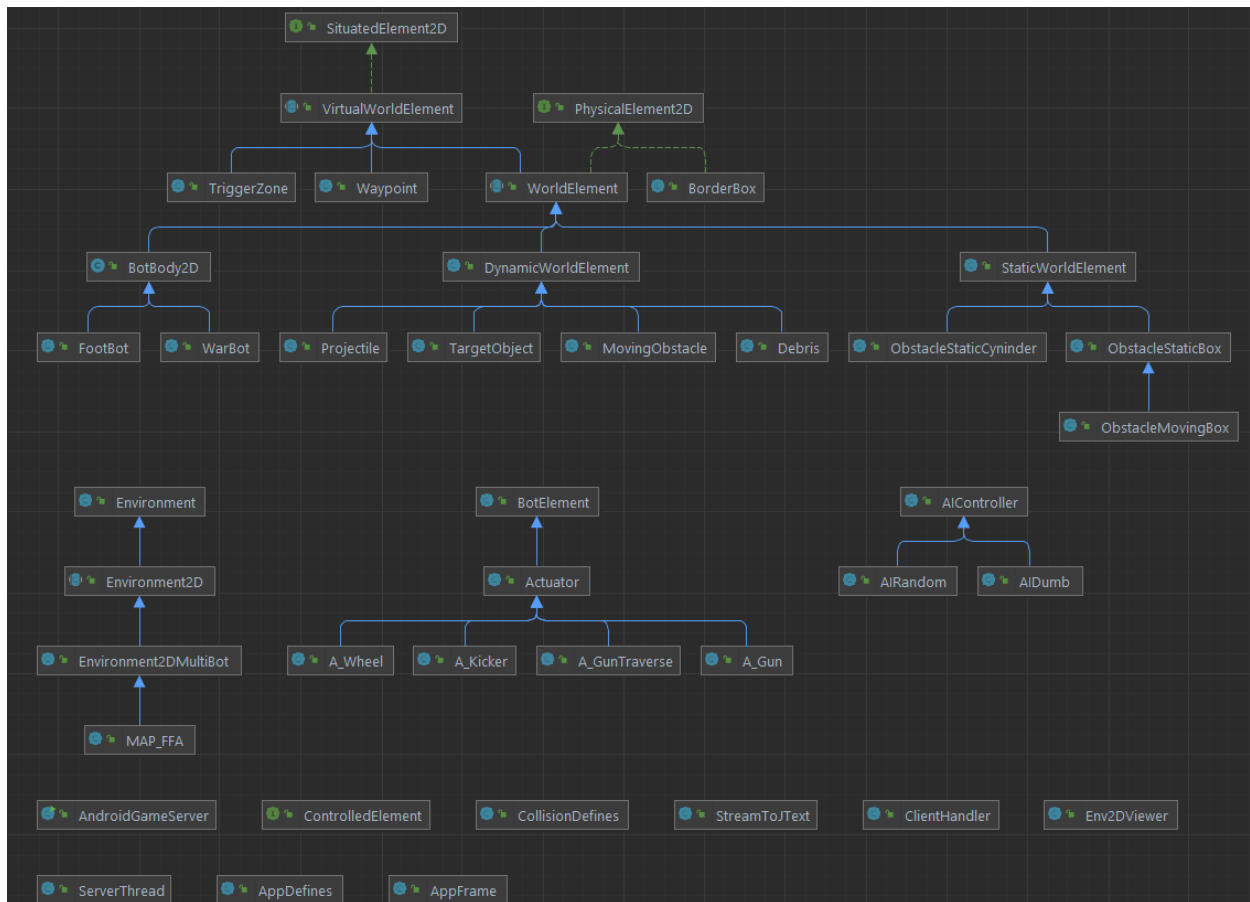 SituatedElement2D
VirtualWorldElement
PhysicalElement2D
TriggerZone
Waypoint
WorldElement
BorderBox
BotBody2D
DynamicWorldElement
StaticWorldElement
FootBot
WarBot
Projectile
TargetObject
MovingObstacle
Debris
ObstacleStaticCyninder
ObstacleStaticBox
ObstacleMovingBox
Environment
BotElement
AIController
Environment2D
Actuator
AIRandom
AIDumb
Environment2DMultiBot
A_Wheel
A_Kicker
A_GunTraverse
A_Gun
MAP_FFA
AndroidGameServer
ControlledElement
CollisionDefines
StreamToJText
ClientHandler
Env2DViewer
ServerThread
AppDefines
AppFrame